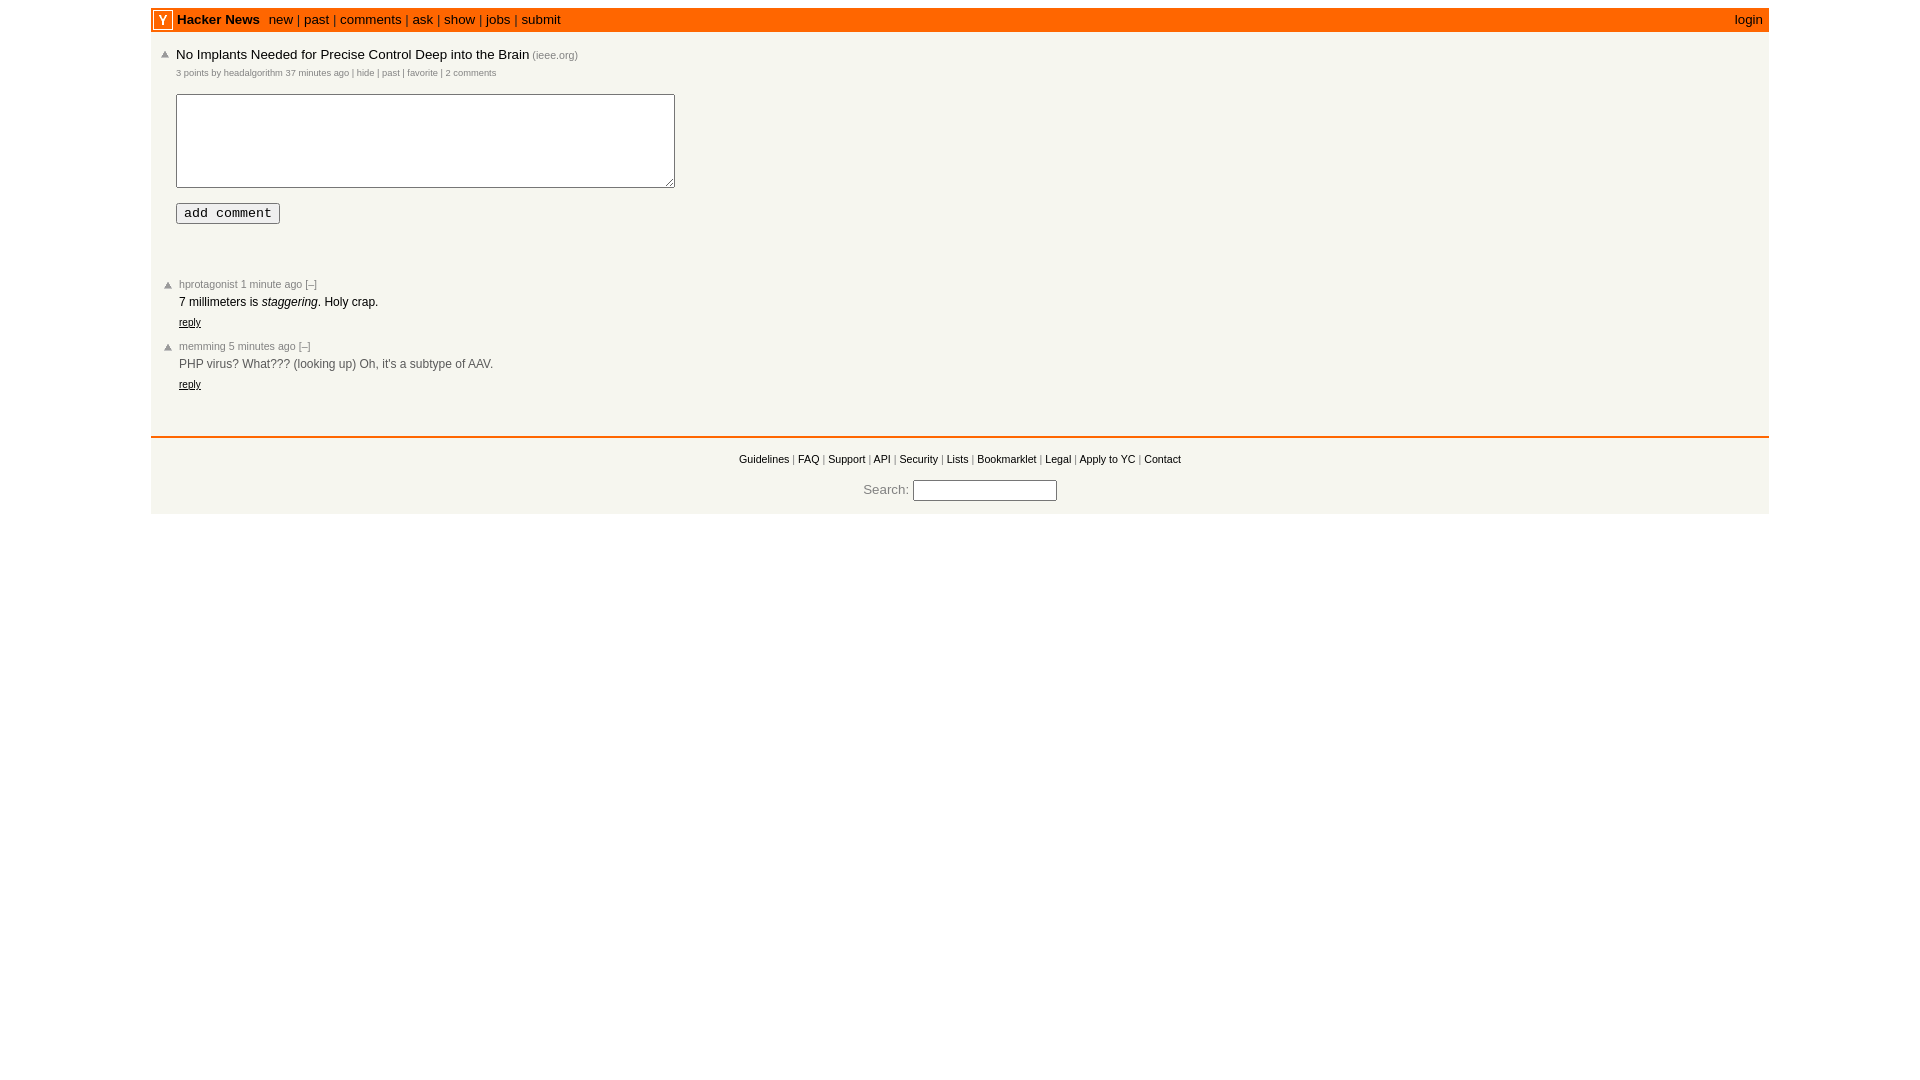 Y Hacker News new | past | comments | ask | show | jobs | submit login
No Implants Needed for Precise Control Deep into the Brain (ieee.org)
3 points by headalgorithm 37 minutes ago | hide | past | favorite | 2 comments
add comment
hprotagonist 1 minute ago [–]
7 millimeters is staggering. Holy crap.
reply
memming 5 minutes ago [–]
PHP virus? What??? (looking up) Oh, it's a subtype of AAV.
reply
Guidelines | FAQ | Support | API | Security | Lists | Bookmarklet | Legal | Apply to YC | Contact
Search: